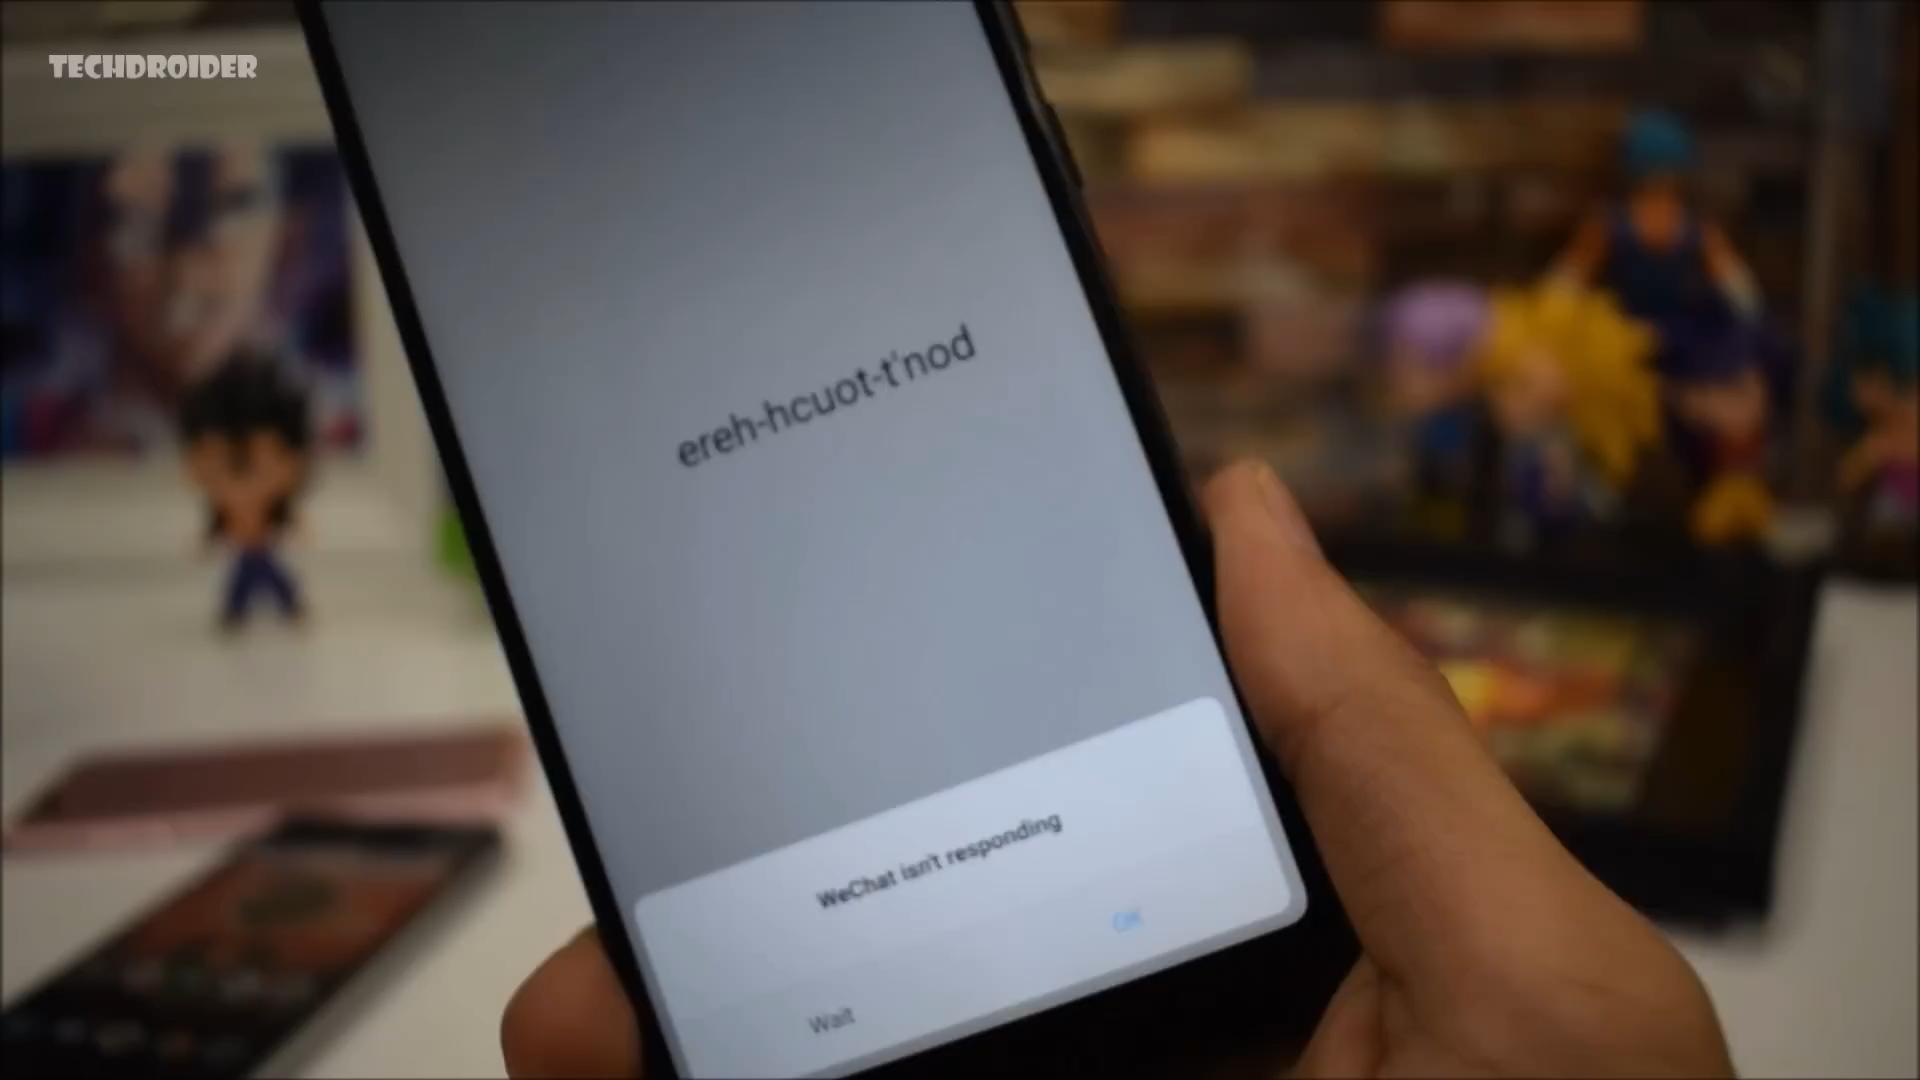 TECHDROIDER
ereh-hcuot-t'nod
WeChat isn't responding
Wait
OK